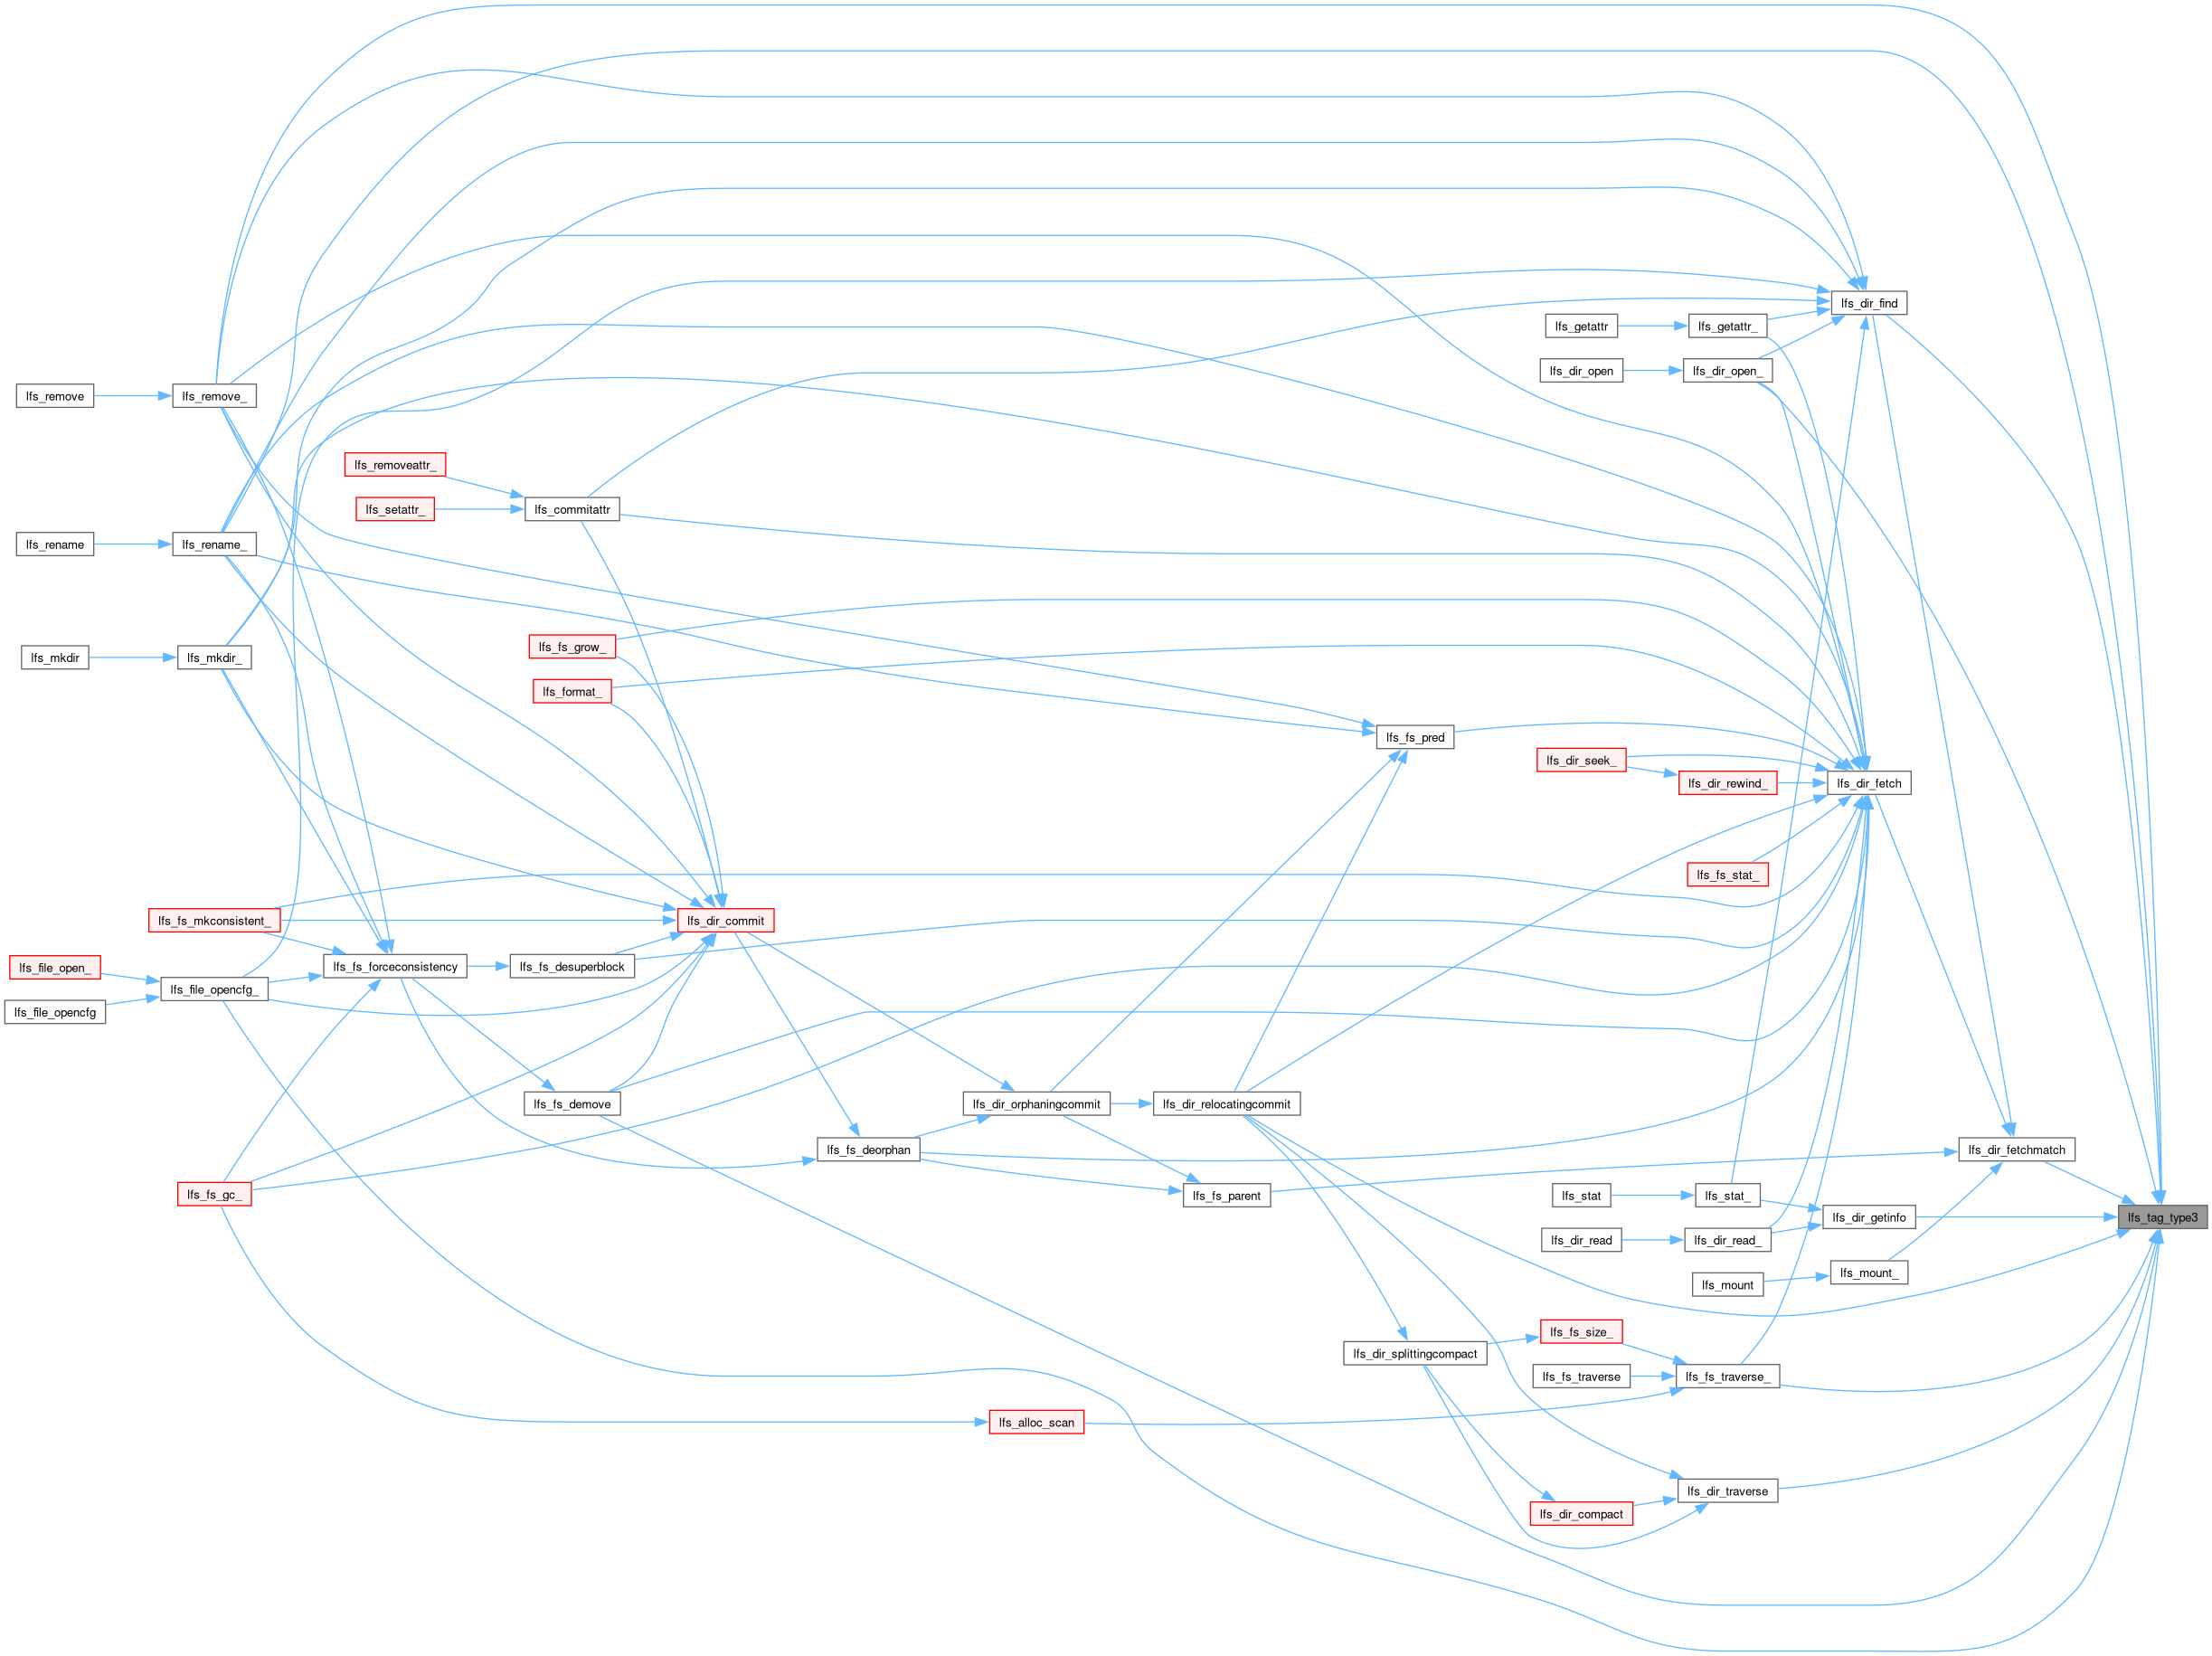 lfs_dir_find
lfs_getattr
lfs_getattr_
lfs_dir_open
lfs_dir_open_
lfs_remove
lfs_remove_
lfs_removeattr_
lfs_setattr_
lfs_commitattr
lfs_rename
lfs_rename_
lfs_fs_grow_
lfs_mkdir
lfs_mkdir_
lfs_format_
lfs_fs_pred
lfs_dir_seek_
lfs_dir_rewind_
lfs_dir_fetch
lfs_fs_stat_
lfs_fs_mkconsistent_
lfs_dir_commit
lfs_file_open_
lfs_fs_forceconsistency
lfs_fs_desuperblock
lfs_file_opencfg_
lfs_file_opencfg
lfs_fs_demove
lfs_dir_orphaningcommit
lfs_dir_relocatingcommit
lfs_fs_deorphan
lfs_dir_fetchmatch
lfs_fs_gc_
lfs_fs_parent
lfs_stat
lfs_stat_
lfs_dir_getinfo
lfs_tag_type3
lfs_dir_read
lfs_dir_read_
lfs_mount
lfs_mount_
lfs_fs_size_
lfs_dir_splittingcompact
lfs_fs_traverse
lfs_fs_traverse_
lfs_alloc_scan
lfs_dir_traverse
lfs_dir_compact